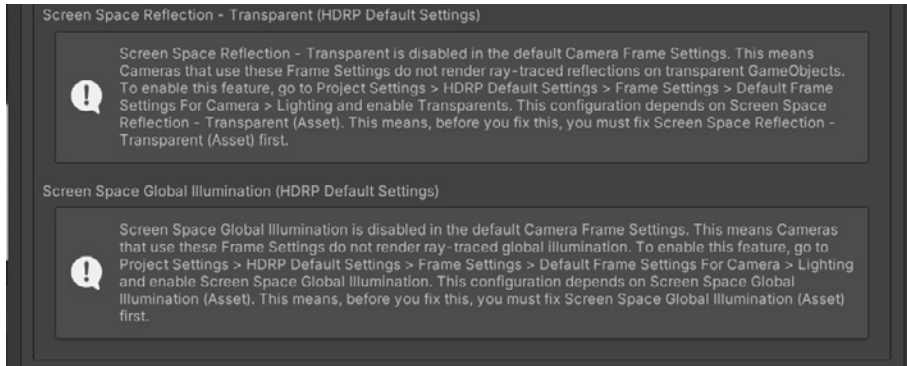 Screen Space Reflection - Transparent (HDRP Default Settings)
Screen Space Reflection - Transparent is disabled in the default Camera Frame Settings. This means
Cameras that use these Frame Settings do not render ray-traced reflections on transparent GameObjects.
To enable this feature, go to Project Settings > HDRP Default Settings > Frame Settings > Default Frame
Settings For Camera > Lighting and enable Transparents. This configuration depends on Screen Space
Reflection - Transparent (Asset). This means, before you fix this, you must fix Screen Space Reflection -
Transparent (Asset) first.
Screen Space Global Illumination (HDRP Default Settings)
Screen Space Global Illumination is disabled in the default Camera Frame Settings. This means Cameras
that use these Frame Settings do not render ray-traced global illumination. To enable this feature, go to
Project Settings > HDRP Default Settings > Frame Settings > Default Frame Settings For Camera > Lighting
and enable Screen Space Global Illumination. This configuration depends on Screen Space Global
Illumination (Asset). This means, before you fix this, you must fix Screen Space Global Illumination (Asset)
first.